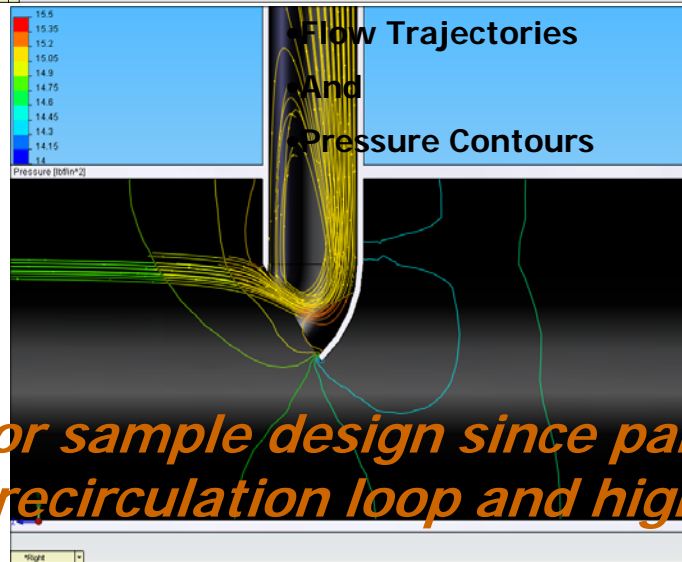 15.5
15.35
15.2
15.05
14.9
14.75
14.6
14.45
14.3
14.15
14
Pressure [lbf/in^2]
•Flow Trajectories
•And
•Pressure Contours
or sample design since pa
recirculation loop and hig
*Right